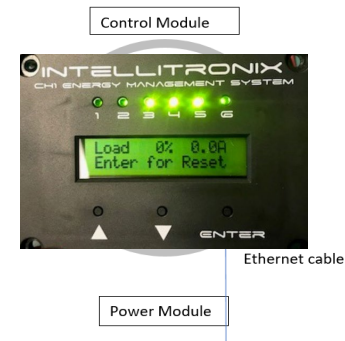 Control Module
INTELLITRONIX
CH1 ENERGY MANAGEMENT SYSTEM
1 2 3 4 5 6
Load 0% 0.0A
Enter for Reset
ENTER
Ethernet cable
Power Module